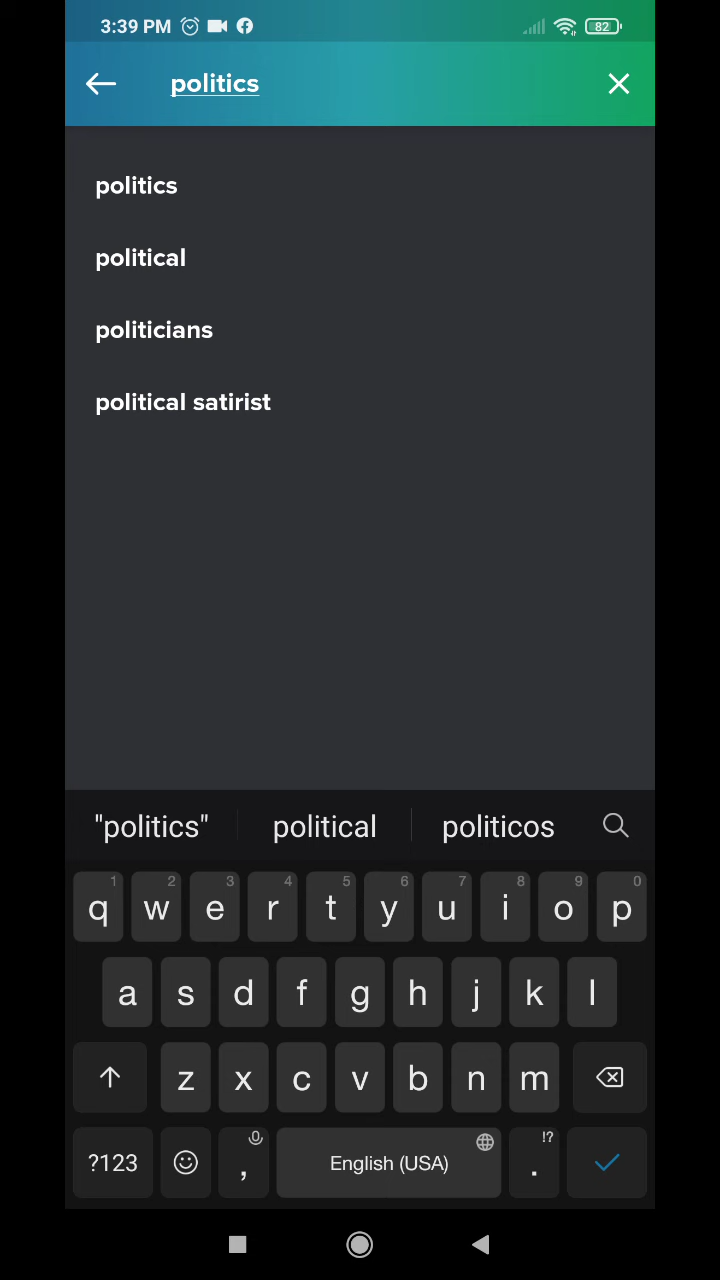 3:39 PM 82
politics
politics
political
politicians
political satirist
"politics" political politicos
1 2 3 4 5 6 7 8 9 0
q w e r t y u i o p
a s d f g h j k l
z x c v b n m
!?
?123 , English (USA) .